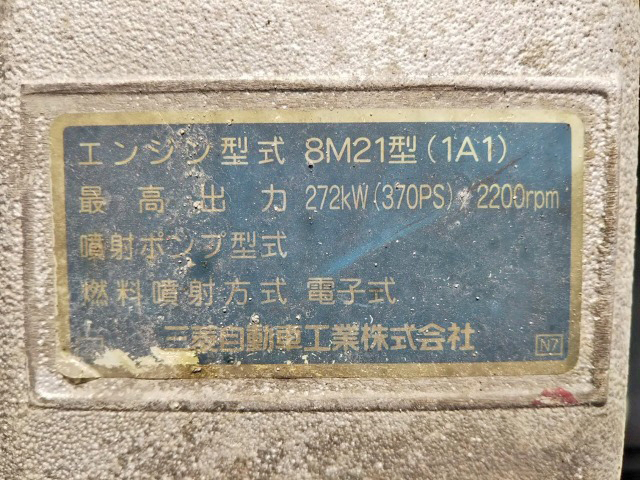 エンジン型式 8M21型(1A1)
最高出力 272kW(370PS)/2200rpm
噴射ポンプ型式
燃料噴射方式 電子式
三菱自動車工業株式会社
N7